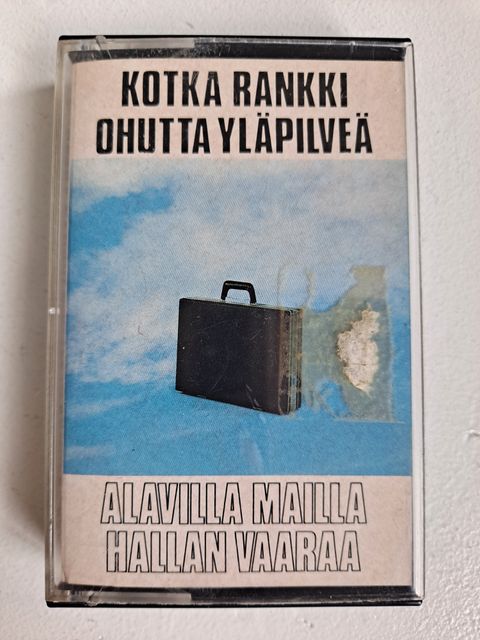 KOTKA RANKKI
OHUTTA YLÄPILVEÄ
ALAVILLA MAILLA
HALLAN VAARAA